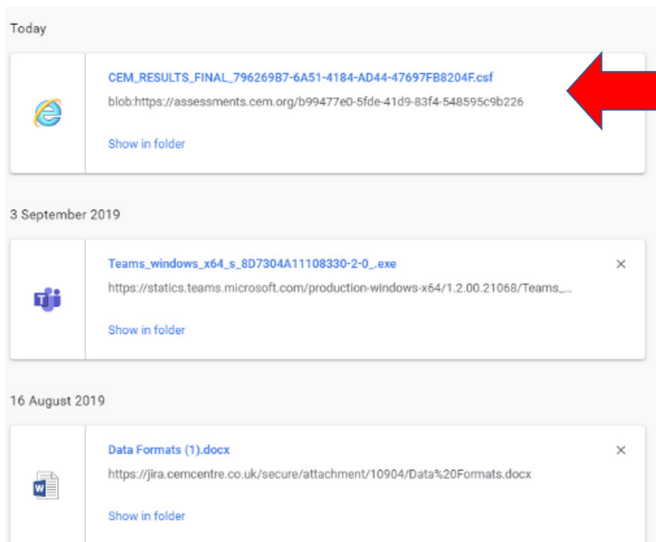 Today
CEM_RESULTS_FINAL_796269B7-6A51-4184-AD44-47697FB8204F.csf
blob:https://assessments.cem.org/b99477e0-5fde-41d9-83f4-548595c9b226
Show in folder
3 September 2019
Teams_windows_x64_s_8D7304A11108330-2-0_.exe
https://statics.teams.microsoft.com/production-windows-x64/1.2.00.21068/Teams_...
Show in folder
16 August 2019
Data Formats (1).docx
https://jira.cemcentre.co.uk/secure/attachment/10904/Data%20Formats.docx
Show in folder